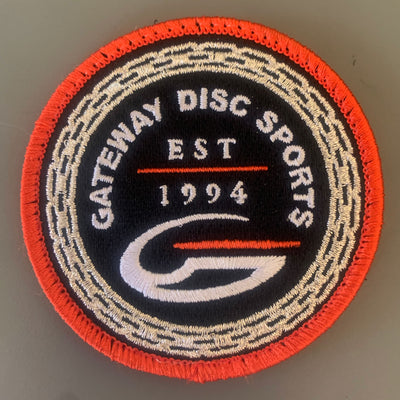 GATEWAY DISC SPORTS
EST
1994
G